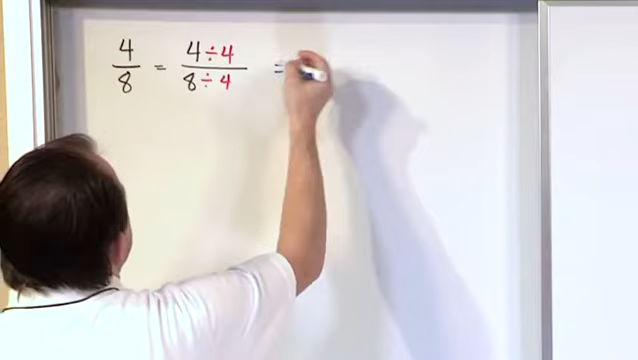 4/8 = 4÷4/8÷4 =